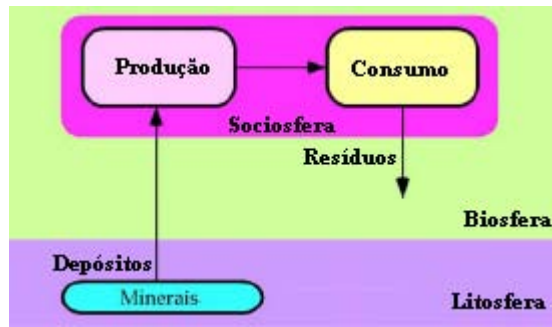 Produção
Consumo
Sociosfera
Resíduos
Biosfera
Depósitos
Minerais
Litosfera